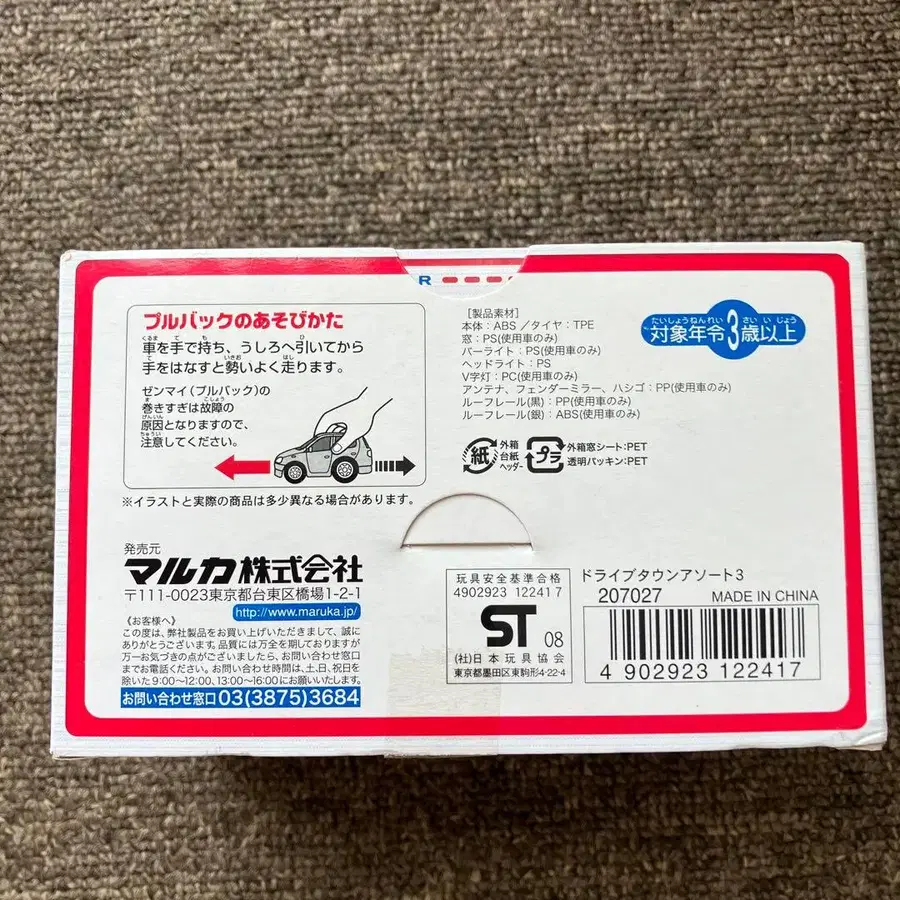 R
プルバックのあそびかた
車を手で持ち、うしろへ引いてから
手をはなすと勢いよく走ります。
ゼンマイ(プルバック)の
巻きすぎは故障の
原因となりますので、
注意してください。
※イラストと実際の商品は多少異なる場合があります。
[製品素材]
本体:ABS/タイヤ:TPE
窓:PS(使用車のみ)
バーライト:PS(使用車のみ)
ヘッドライト:PS
V字灯:PC(使用車のみ)
アンテナ、フェンダーミラー、ハシゴ:PP(使用車のみ)
ルーフレール(黒):PP(使用車のみ)
ルーフレール(銀):ABS(使用車のみ)
たいしょうねんれい さい いじょう
対象年令3歳以上
紙
外箱
台紙
ヘッダー
プラ
外箱窓シート:PET
透明パッキン:PET
発売元
マルカ株式会社
〒111-0023東京都台東区橋場1-2-1
http://www.maruka.jp/
《お客様へ》
この度は、弊社製品をお買い上げいただきまして、誠に
ありがとうございます。品質には万全を期しておりますが
万一お気づきの点がございましたら、お問い合わせ窓口
までお電話ください。お問い合わせ時間は、土、日、祝日を
除いた9:00〜12:00、13:00〜16:00にお願いいたします。
お問い合わせ窓口03(3875)3684
玩具安全基準合格
4902923 122417
ST 08
(社)日本玩具協会
東京都墨田区東駒形4-22-4
ドライブタウンアソート3
207027 MADE IN CHINA
4 902923 122417